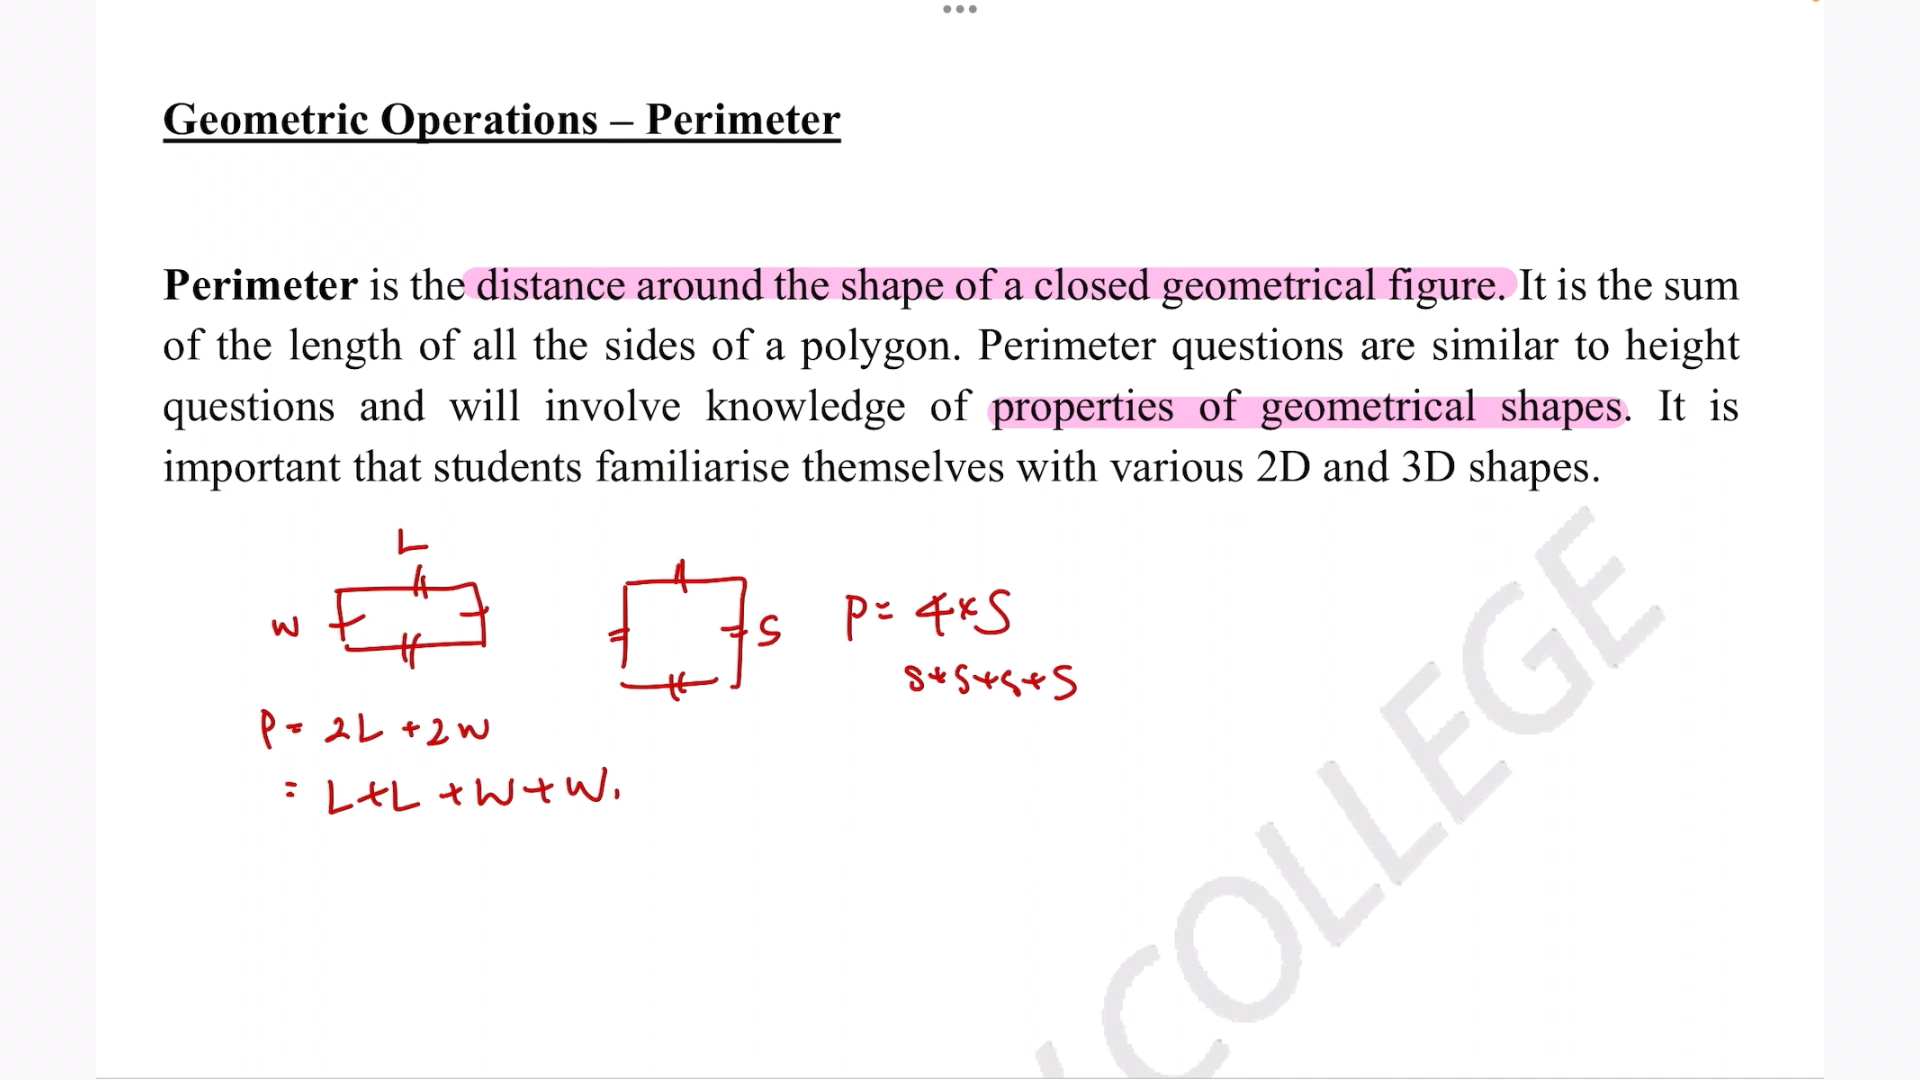 Geometric Operations – Perimeter
Perimeter is the distance around the shape of a closed geometrical figure. It is the sum
of the length of all the sides of a polygon. Perimeter questions are similar to height
questions and will involve knowledge of properties of geometrical shapes. It is
important that students familiarise themselves with various 2D and 3D shapes.
L
W
S
P = 4×S
S+S+S+S
P = 2L + 2W
= L+L +W+W.
COLLEGE